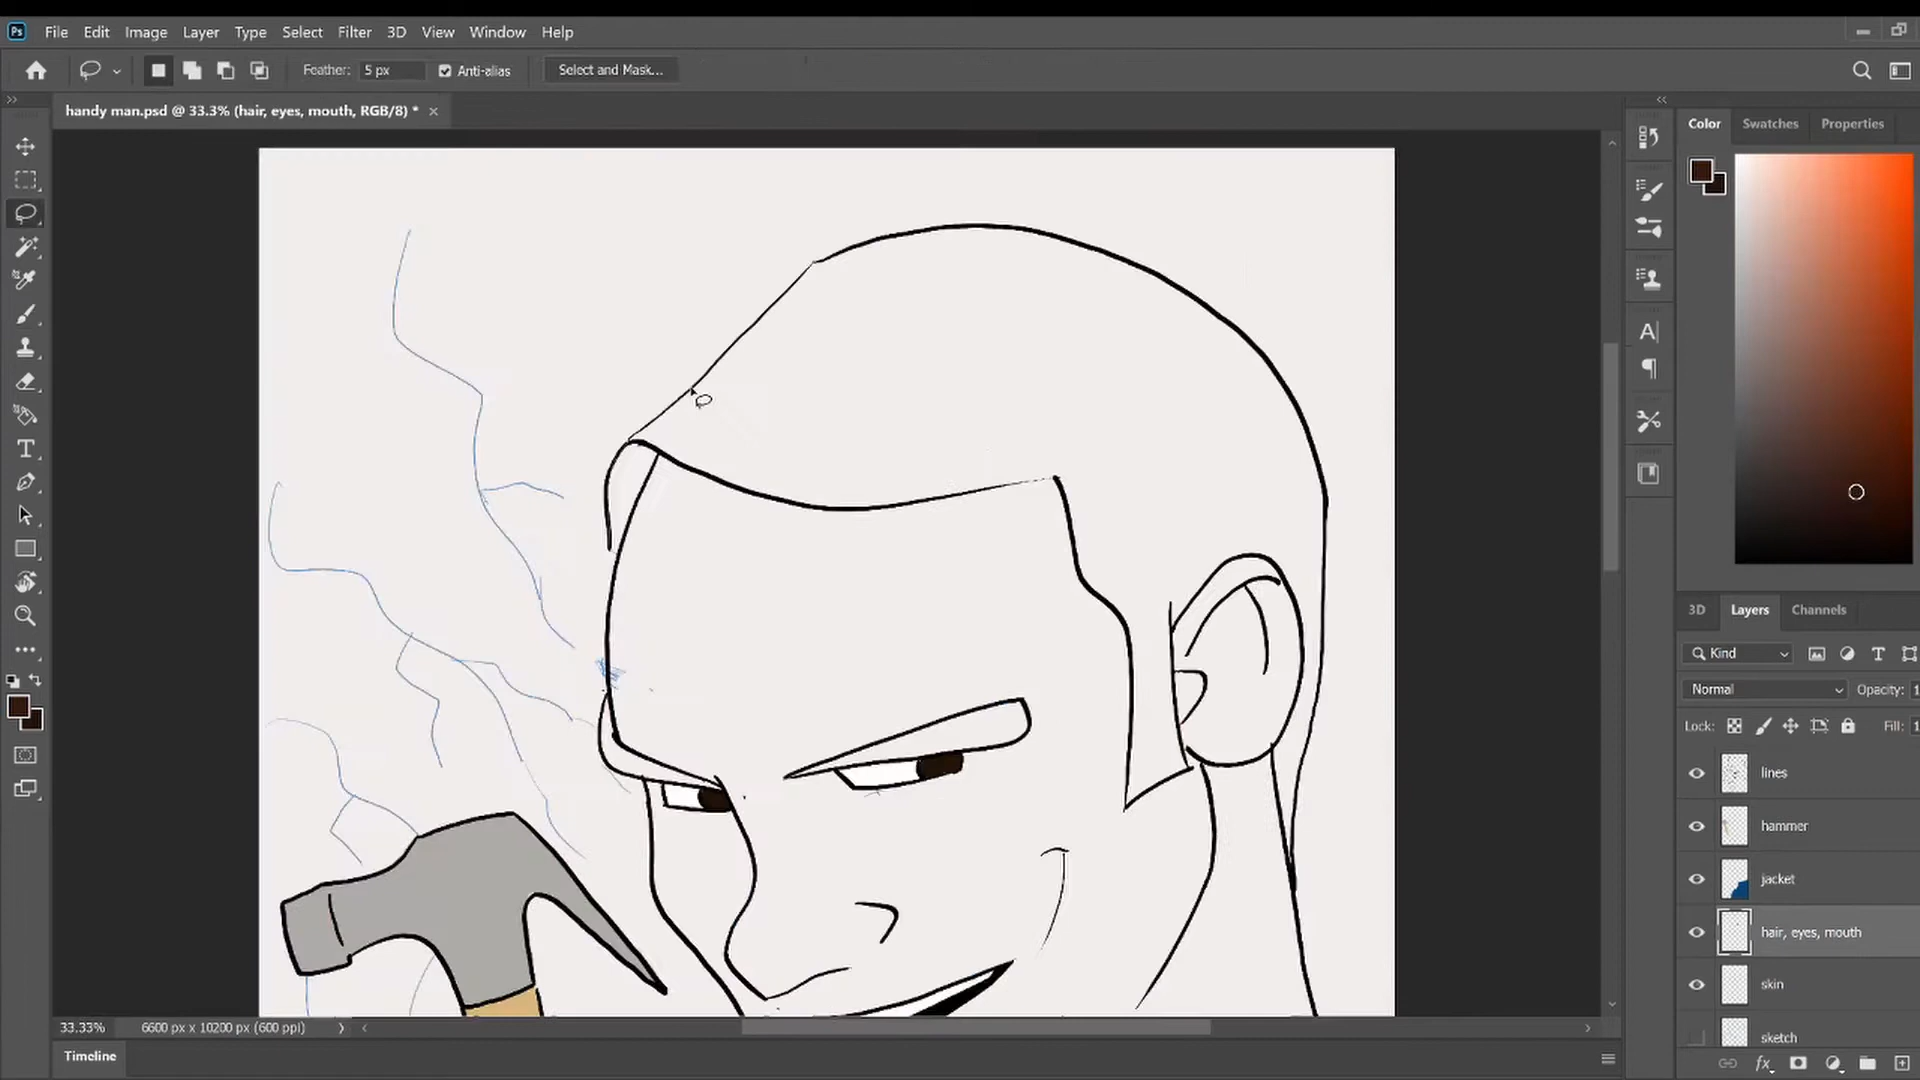 Ps File Edit Image Layer Type Select Filter 3D View Window Help
Feather: 5 px Anti-alias Select and Mask...
handy man.psd @ 33.3% (hair, eyes, mouth, RGB/8) * ×
Color Swatches Properties
3D Layers Channels
Kind
Normal Opacity: 1
Lock: Fill: 1
lines
hammer
jacket
hair, eyes, mouth
skin
sketch
33.33% 6600 px x 10200 px (600 ppi)
Timeline